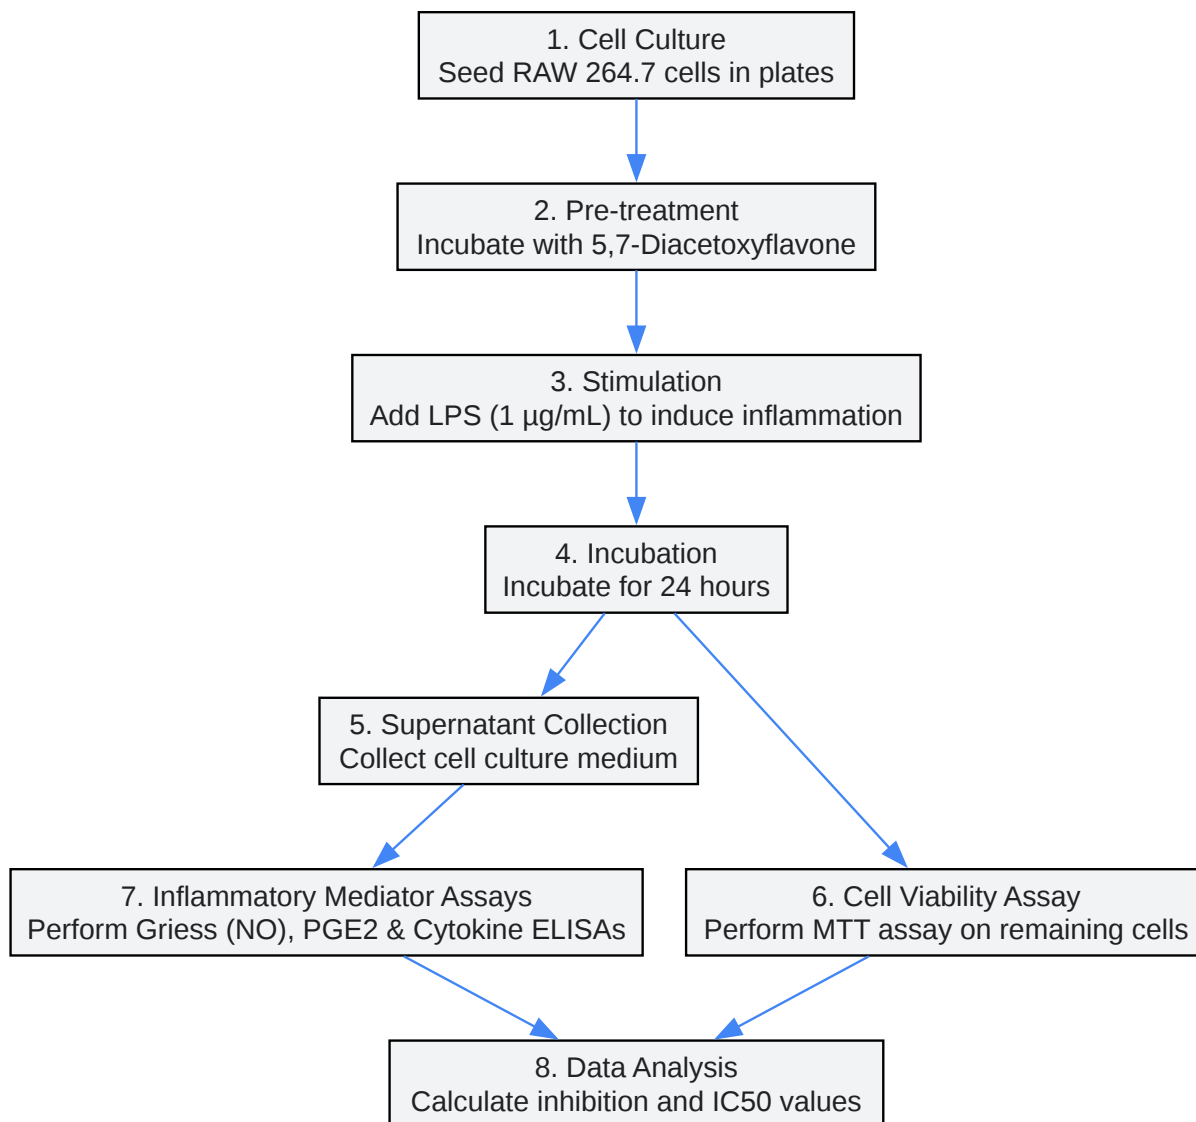 1. Cell Culture
Seed RAW 264.7 cells in plates
2. Pre-treatment
Incubate with 5,7-Diacetoxyflavone
3. Stimulation
Add LPS (1 µg/mL) to induce inflammation
4. Incubation
Incubate for 24 hours
5. Supernatant Collection
Collect cell culture medium
7. Inflammatory Mediator Assays
Perform Griess (NO), PGE2 & Cytokine ELISAs
6. Cell Viability Assay
Perform MTT assay on remaining cells
8. Data Analysis
Calculate inhibition and IC50 values